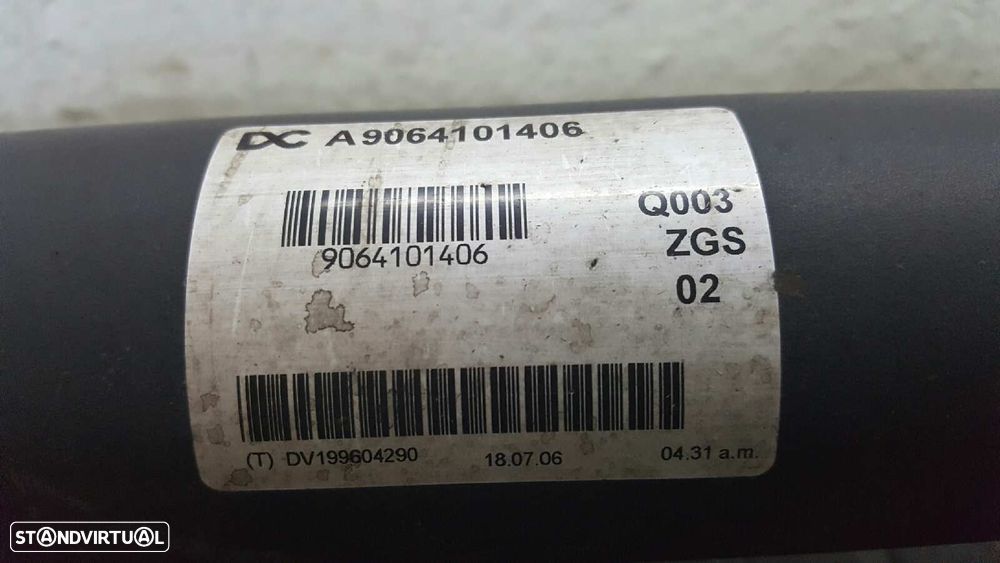 DC A9064101406
9064101406
Q003
ZGS
02
(T) DV199604290 18.07.06 04.31 a.m.
STANDVIRTUAL